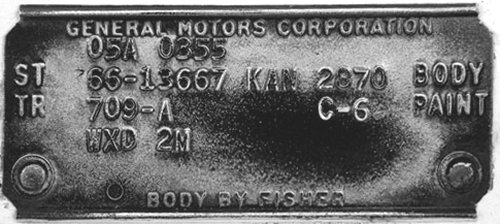 GENERAL MOTORS CORPORATION
05A 0355
ST 66-13667 KAN 2870 BODY
TR 709-A C-6 PAINT
WXD 2M
BODY BY FISHER